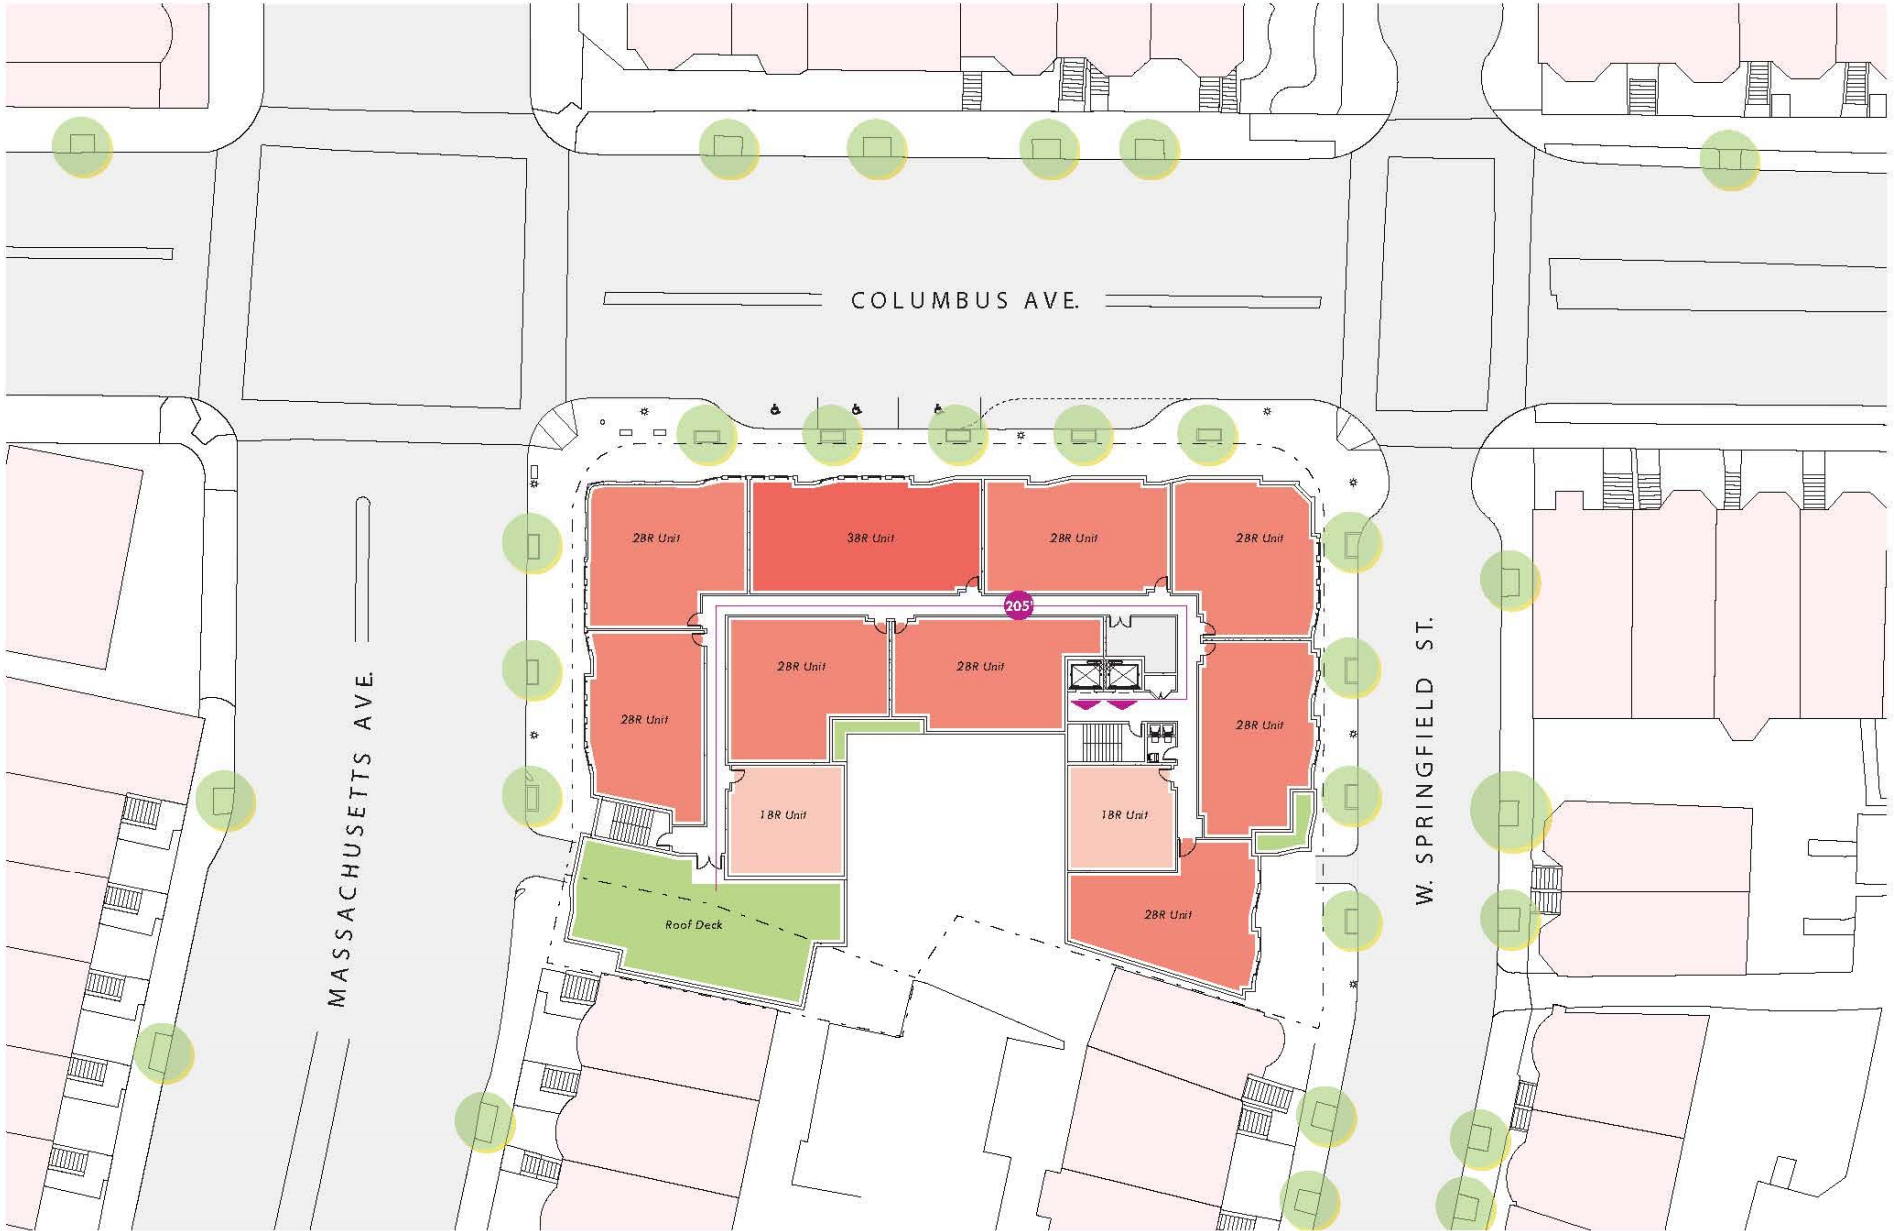 COLUMBUS AVE.
2BR Unit
3BR Unit
2BR Unit
2BR Unit
205'
2BR Unit
2BR Unit
2BR Unit
2BR Unit
1BR Unit
1BR Unit
2BR Unit
Roof Deck
MASSACHUSETTS AVE.
W. SPRINGFIELD ST.